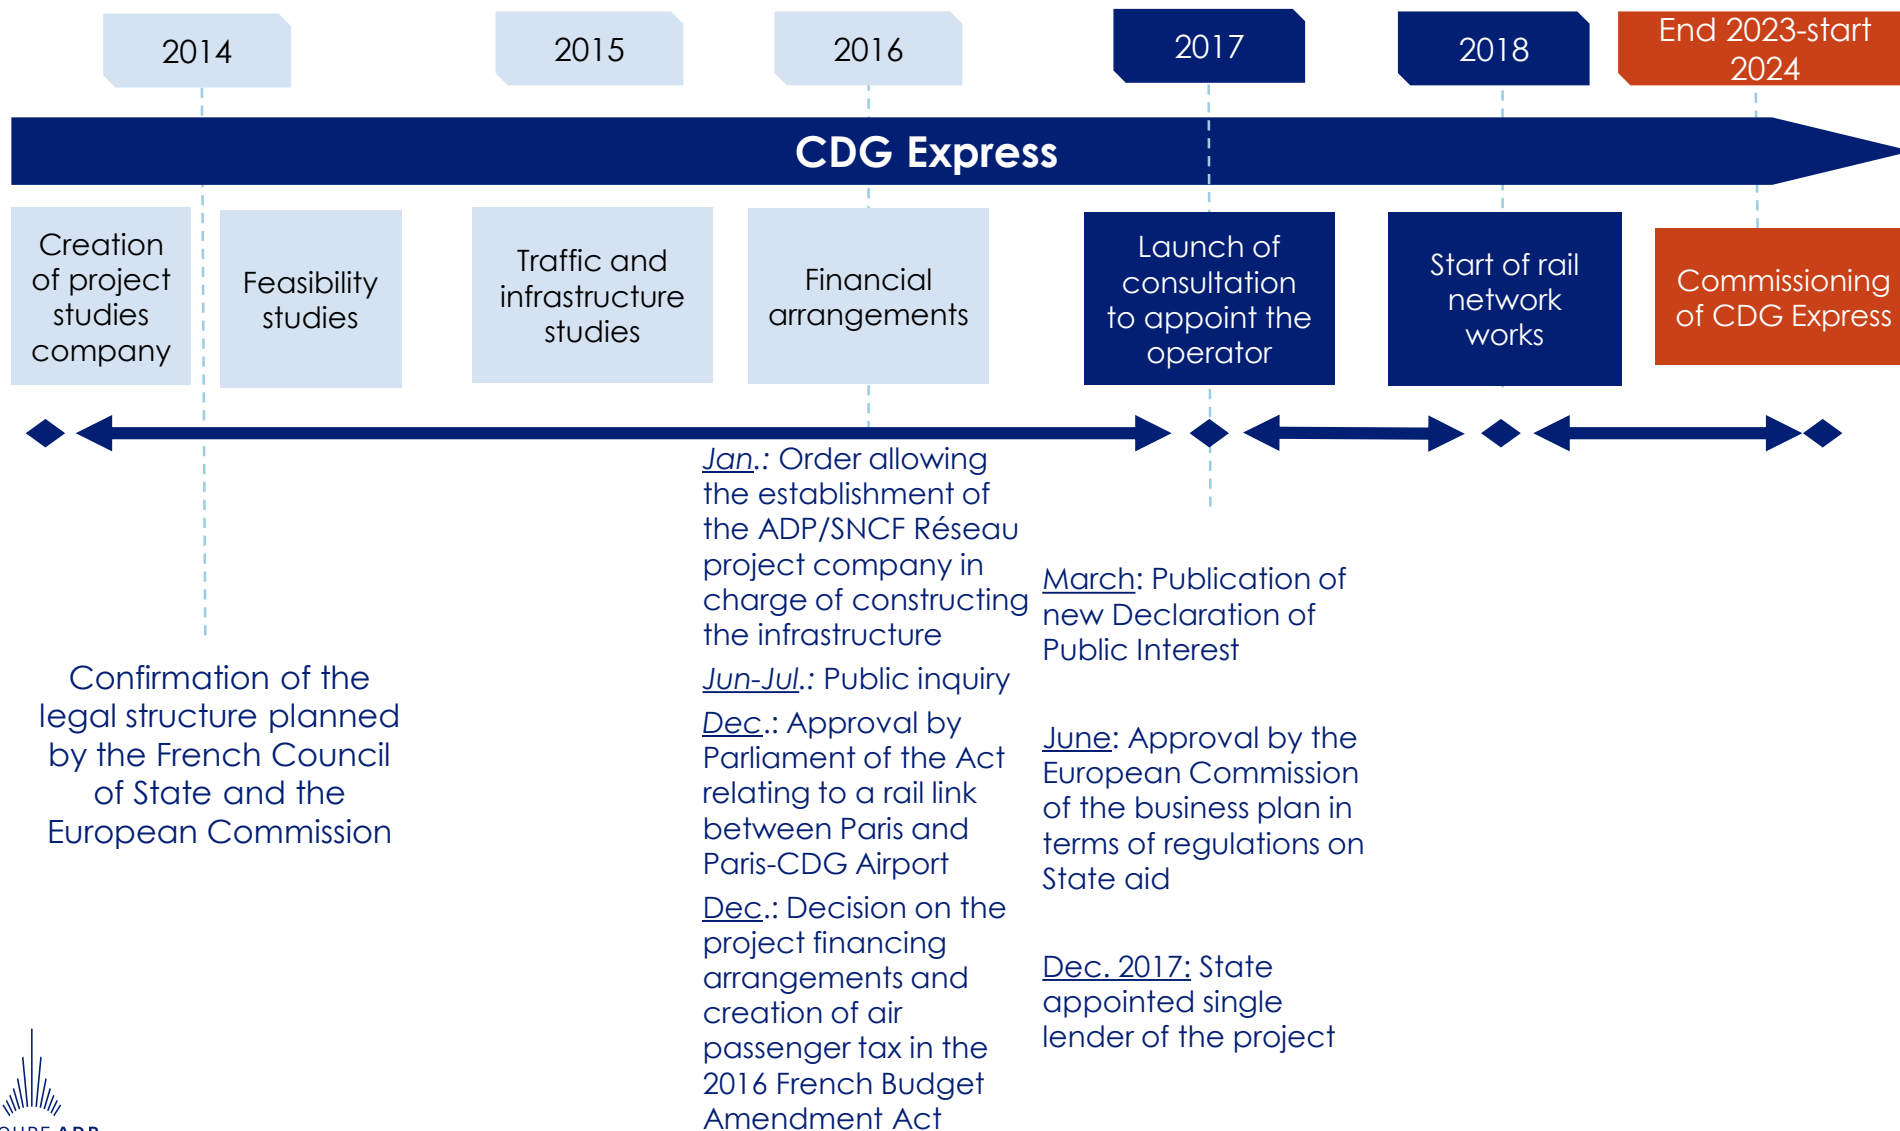 2014
2015
2016
2017
2018
End 2023-start
2024
CDG Express
Creation
of project
studies
company
Feasibility
studies
Traffic and
infrastructure
studies
Financial
arrangements
Launch of
consultation
to appoint the
operator
Start of rail
network
works
Commissioning
of CDG Express
Confirmation of the
legal structure planned
by the French Council
of State and the
European Commission
Jan.: Order allowing
the establishment of
the ADP/SNCF Réseau
project company in
charge of constructing
the infrastructure
Jun-Jul.: Public inquiry
Dec.: Approval by
Parliament of the Act
relating to a rail link
between Paris and
Paris-CDG Airport
Dec.: Decision on the
project financing
arrangements and
creation of air
passenger tax in the
2016 French Budget
Amendment Act
March: Publication of
new Declaration of
Public Interest
June: Approval by the
European Commission
of the business plan in
terms of regulations on
State aid
Dec. 2017: State
appointed single
lender of the project
ADP